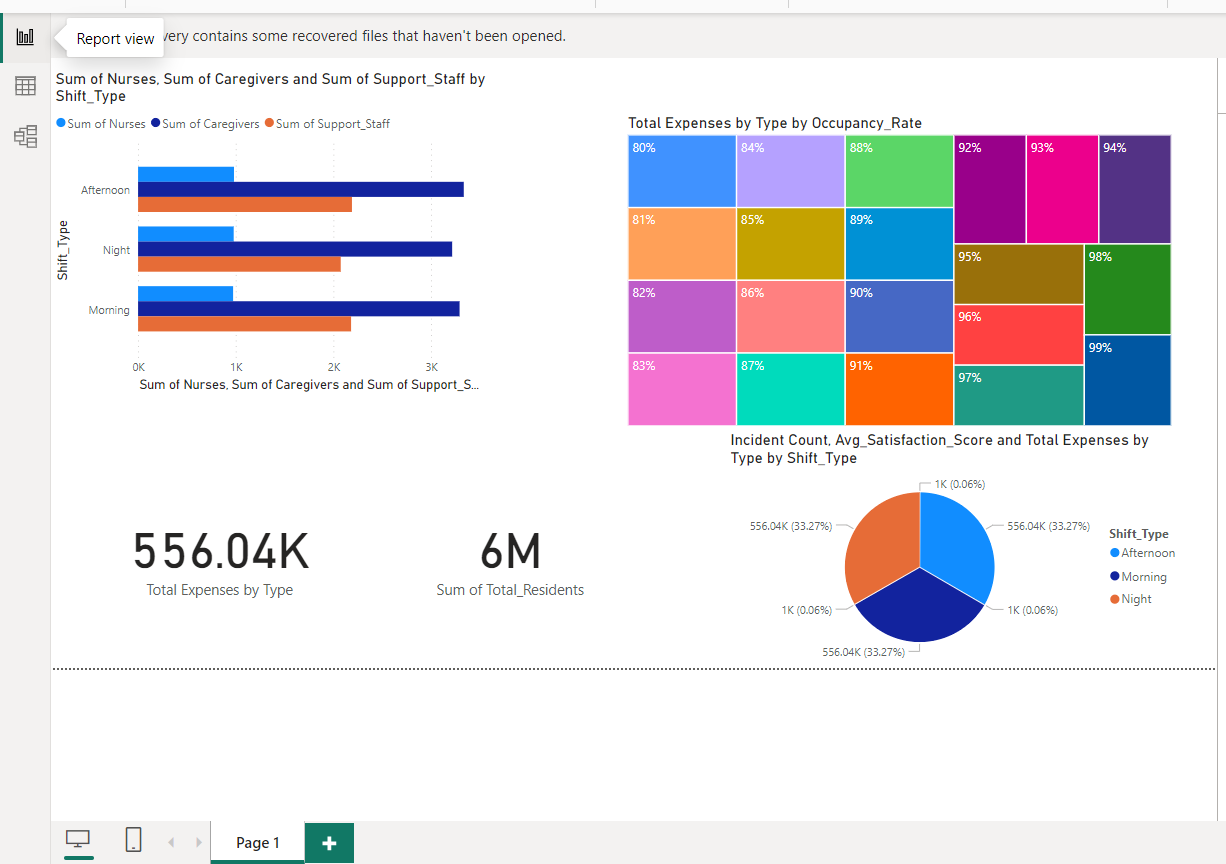 Report view
very contains some recovered files that haven't been opened.
Sum of Nurses, Sum of Caregivers and Sum of Support_Staff by
Shift_Type
Sum of Nurses
Sum of Caregivers
Sum of Support_Staff
Shift_Type
Afternoon
Night
Morning
0K
1K
2K
3K
Sum of Nurses, Sum of Caregivers and Sum of Support_S...
Total Expenses by Type by Occupancy_Rate
80%
84%
88%
92%
93%
94%
81%
85%
89%
95%
98%
82%
86%
90%
96%
99%
83%
87%
91%
97%
Incident Count, Avg_Satisfaction_Score and Total Expenses by
Type by Shift_Type
1K (0.06%)
556.04K (33.27%)
556.04K (33.27%)
1K (0.06%)
1K (0.06%)
556.04K (33.27%)
Shift_Type
Afternoon
Morning
Night
556.04K
Total Expenses by Type
6M
Sum of Total_Residents
Page 1